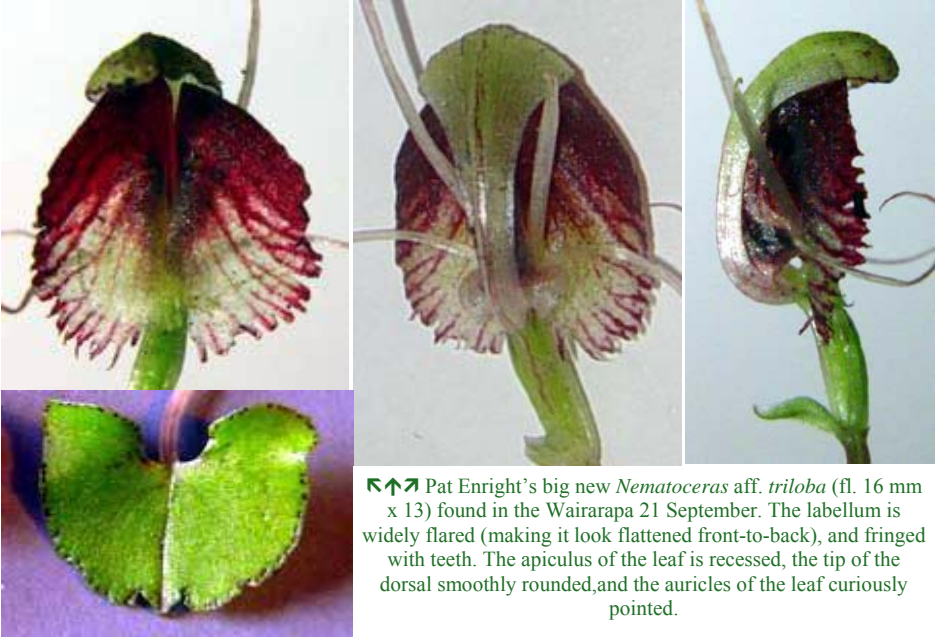 ↖↑↗ Pat Enright’s big new Nematoceras aff. triloba (fl. 16 mm
x 13) found in the Wairarapa 21 September. The labellum is
widely flared (making it look flattened front-to-back), and fringed
with teeth. The apiculus of the leaf is recessed, the tip of the
dorsal smoothly rounded,and the auricles of the leaf curiously
pointed.